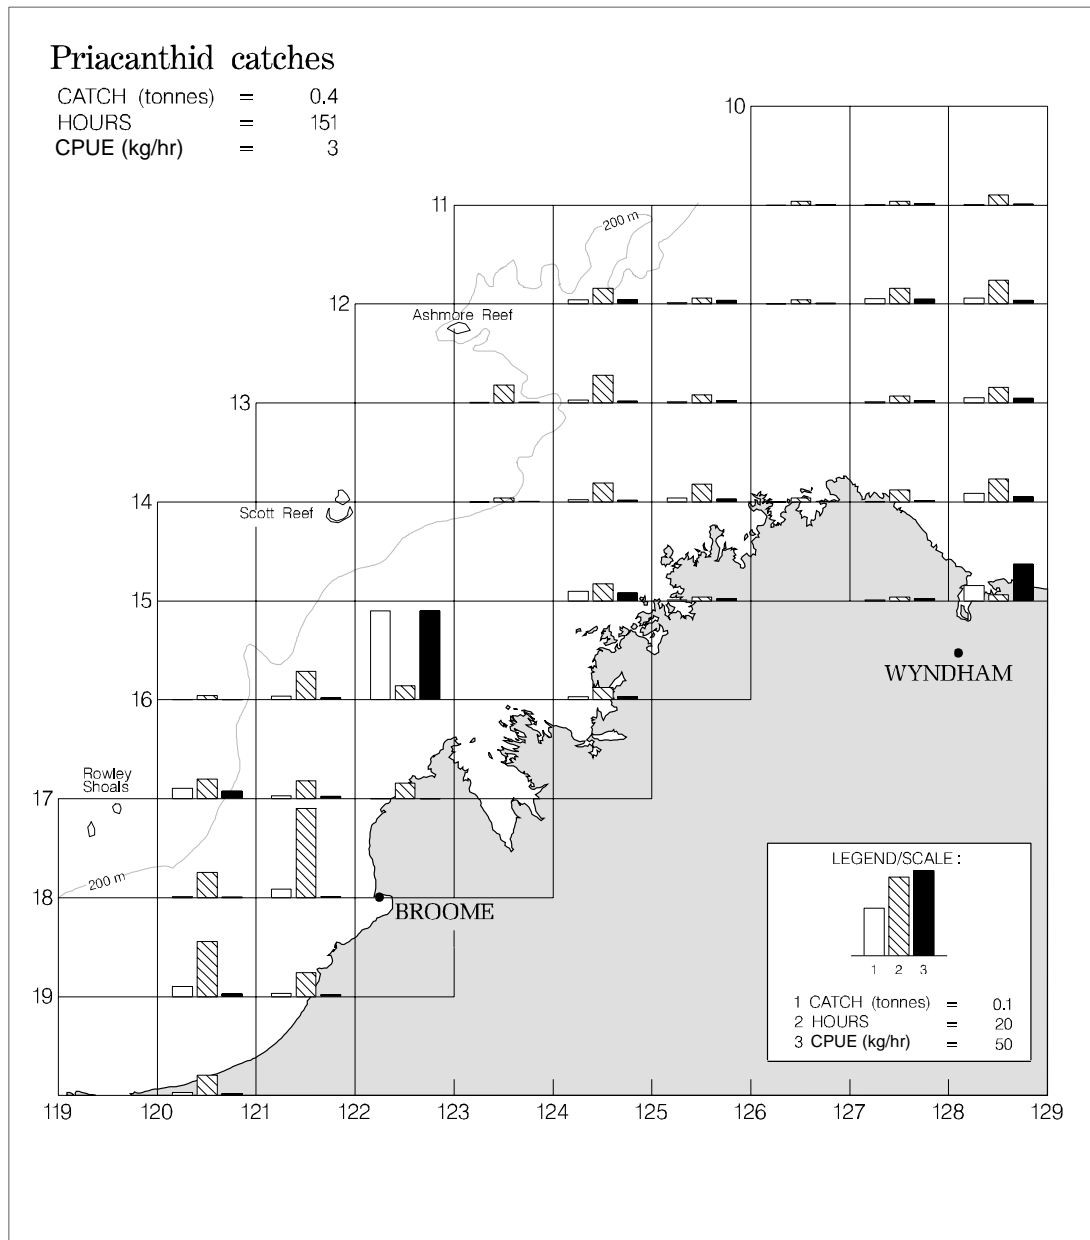 Priacanthid catches
CATCH (tonnes) = 0.4
HOURS = 151
CPUE (kg/hr) = 3
10
11
200 m
12
Ashmore Reef
13
14
Scott Reef
15
WYNDHAM
16
Rowley
Shoals
17
200 m
18
BROOME
LEGEND/SCALE :
1 2 3
1 CATCH (tonnes) = 0.1
2 HOURS = 20
3 CPUE (kg/hr) = 50
19
119 120 121 122 123 124 125 126 127 128 129